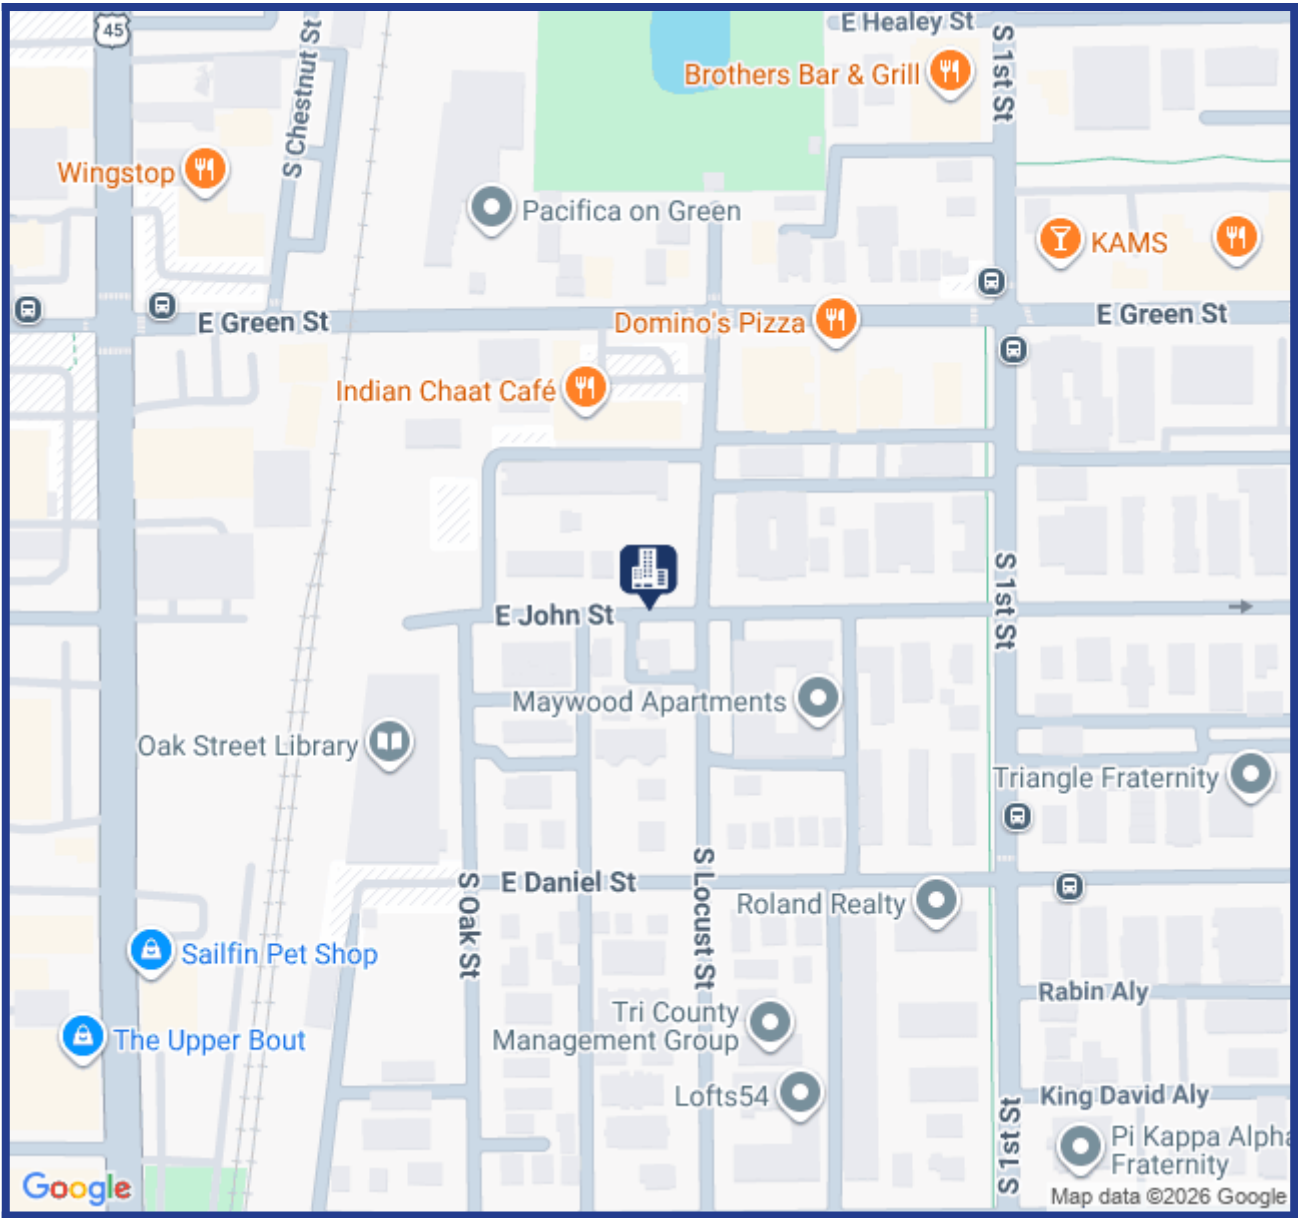 45
E Healey St
S Chestnut St
S 1st St
Brothers Bar & Grill
Wingstop
Pacifica on Green
KAMS
E Green St
Domino's Pizza
E Green St
Indian Chaat Café
E John St
S 1st St
Maywood Apartments
Oak Street Library
Triangle Fraternity
S Oak St
E Daniel St
S Locust St
Roland Realty
Sailfin Pet Shop
Rabin Aly
Tri County
Management Group
The Upper Bout
Lofts54
King David Aly
S 1st St
Pi Kappa Alpha
Fraternity
Google
Map data ©2026 Google